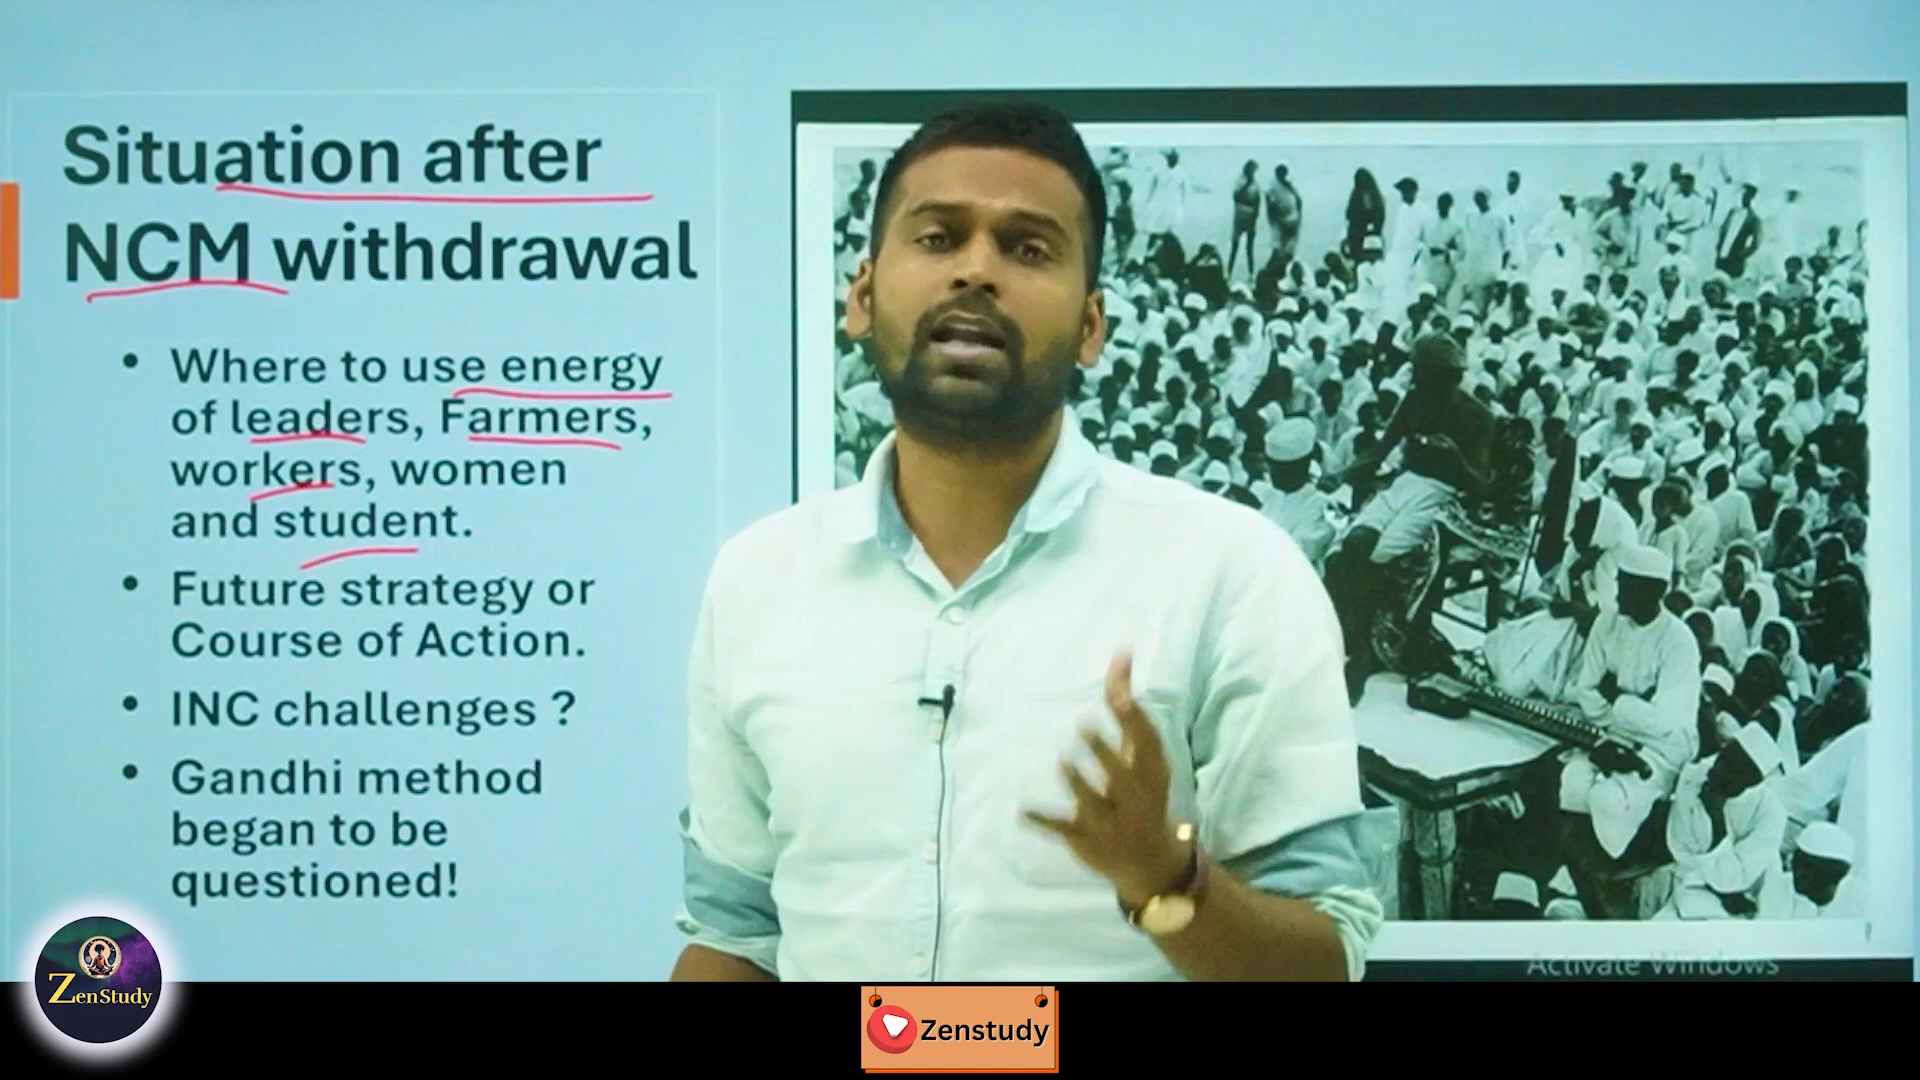 Situation after
NCM withdrawal
• Where to use energy
of leaders, Farmers,
workers, women
and student.
• Future strategy or
Course of Action.
• INC challenges ?
• Gandhi method
began to be
questioned!
Activate Windows
ZenStudy
Zenstudy